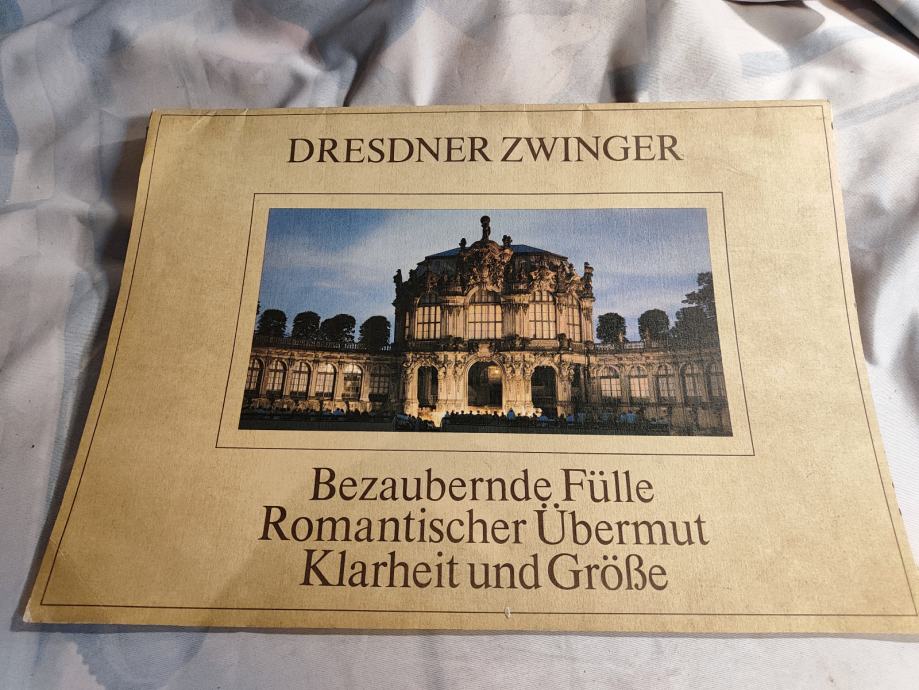 DRESDNER ZWINGER
Bezaubernde Fülle
Romantischer Übermut
Klarheit und Größe